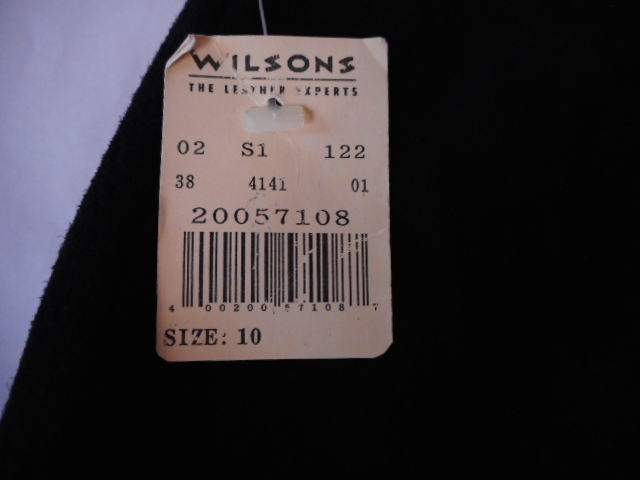 WILSONS
THE LEATHER EXPERTS
02 S1 122
38 4141 01
20057108
4 00200 57108 7
SIZE: 10